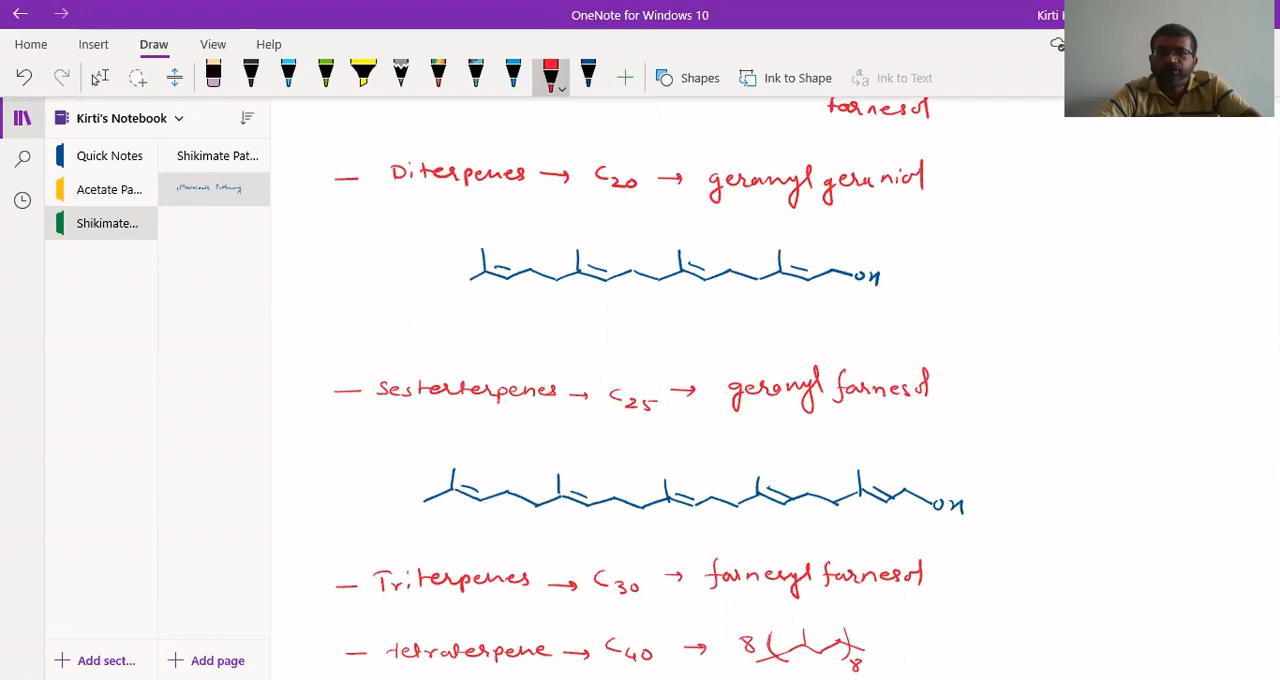 OneNote for Windows 10
Kirti
Home Insert Draw View Help
Shapes Ink to Shape Ink to Text
Kirti's Notebook
Quick Notes Shikimate Pat...
Acetate Pa...
Shikimate...
farnesol
— Diterpenes → C20 → geranyl geraniol
OH
— Sesterterpenes → C25 → geranyl farnesol
OH
— Triterpenes → C30 → farnesyl farnesol
— tetraterpene → C40 → 8 ( )8
+ Add sect... + Add page